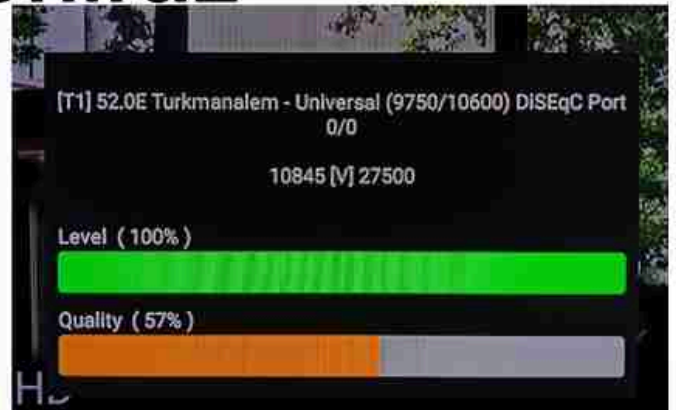 [T1] 52.0E Turkmanalem - Universal (9750/10600) DiSEqC Port
0/0
10845 [V] 27500
Level ( 100% )
Quality ( 57% )